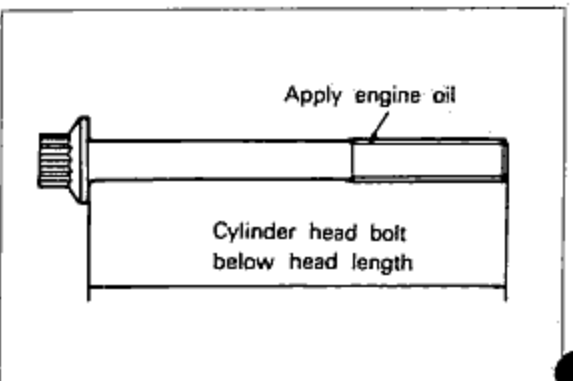 Apply engine oil
Cylinder head bolt
below head length